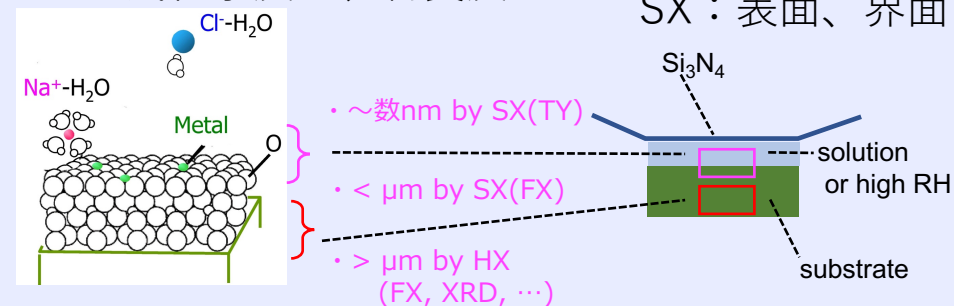 SX：表面、界面
Cl⁻-H₂O
Na⁺-H₂O
Metal
O
・～数nm by SX(TY)
・< μm by SX(FX)
・> μm by HX
(FX, XRD, …)
Si₃N₄
solution
or high RH
substrate